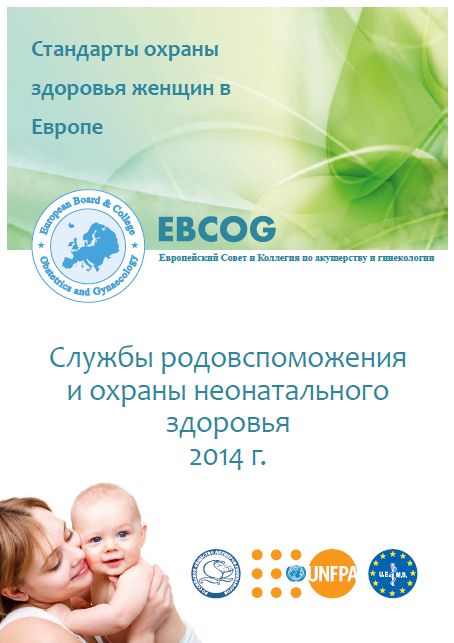 Стандарты охраны
здоровья женщин в
Европе
European Board & College
Obstetrics and Gynaecology
EBCOG
Европейский Совет и Коллегия по акушерству и гинекологии
Службы родовспоможения
и охраны неонатального
здоровья
2014 г.
UNFPA
U.E.M.S.